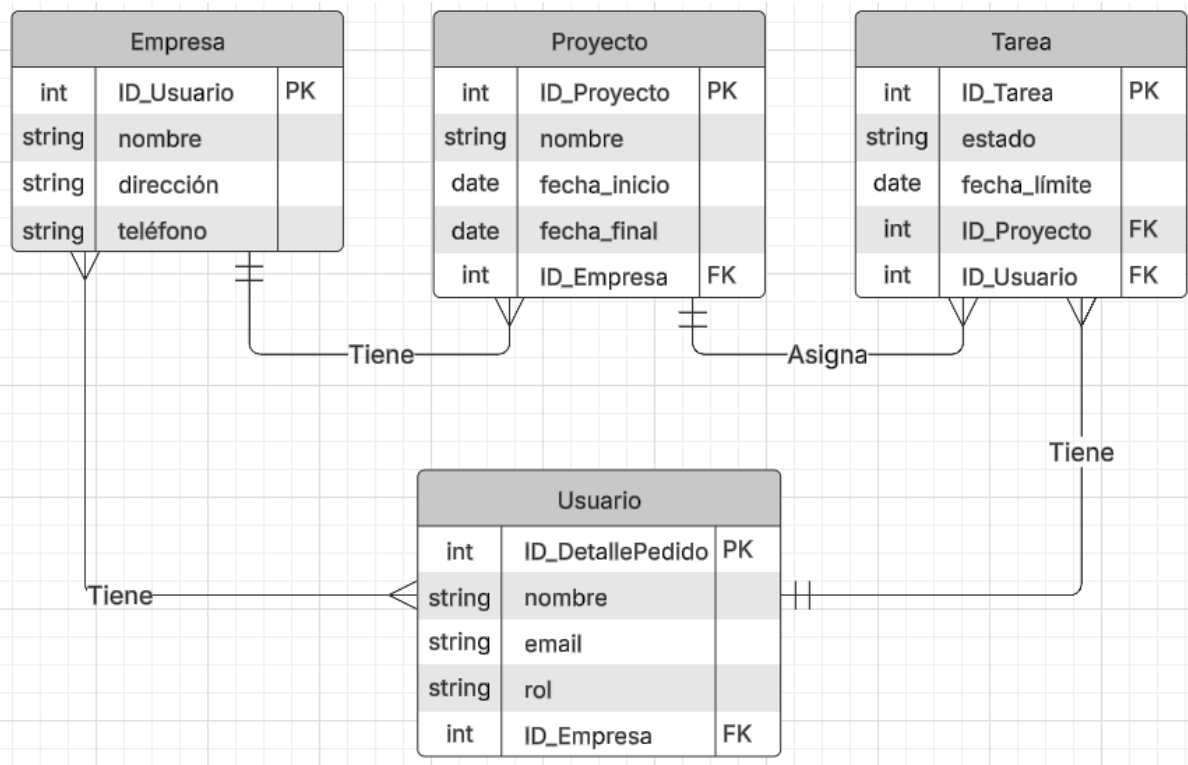 Empresa
int ID_Usuario PK
string nombre
string dirección
string teléfono
Proyecto
int ID_Proyecto PK
string nombre
date fecha_inicio
date fecha_final
int ID_Empresa FK
Tarea
int ID_Tarea PK
string estado
date fecha_límite
int ID_Proyecto FK
int ID_Usuario FK
Tiene
Asigna
Tiene
Tiene
Usuario
int ID_DetallePedido PK
string nombre
string email
string rol
int ID_Empresa FK